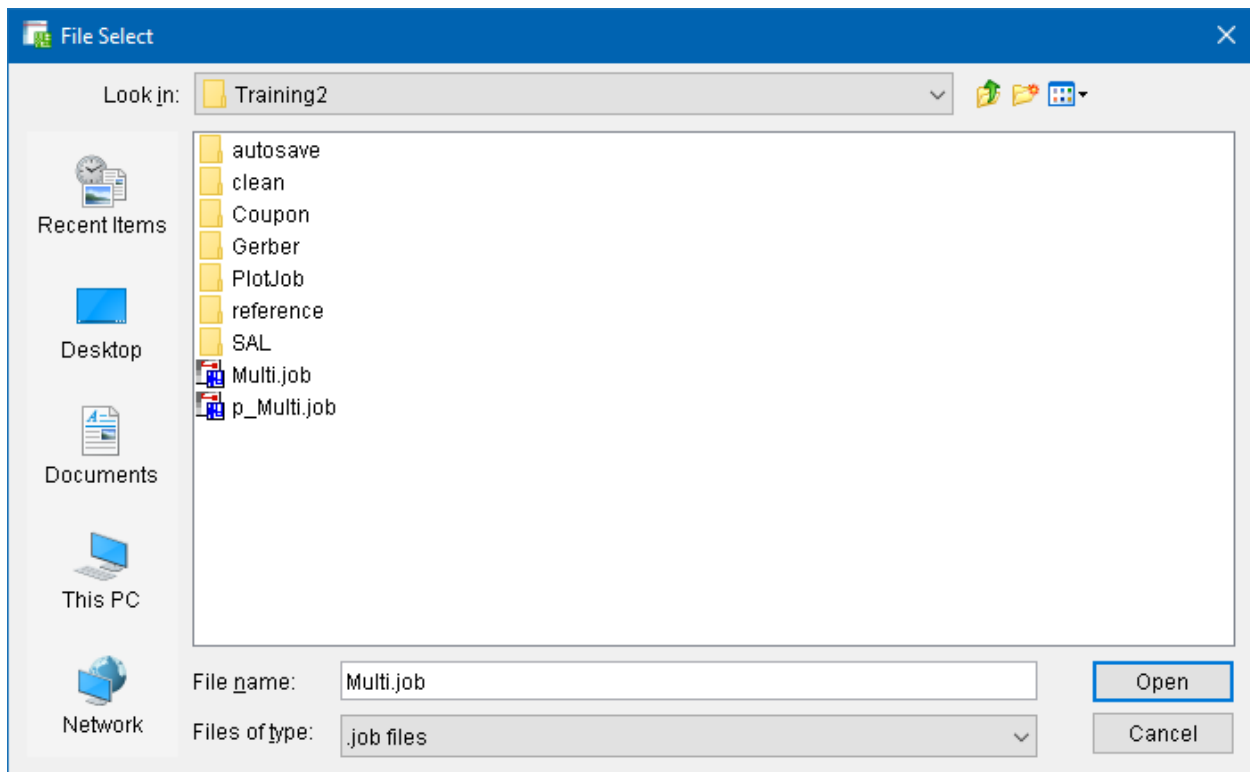 File Select
Look in: Training2
autosave
clean
Coupon
Gerber
PlotJob
reference
SAL
Multi.job
p_Multi.job
Recent Items
Desktop
Documents
This PC
Network
File name: Multi.job Open
Files of type: .job files Cancel